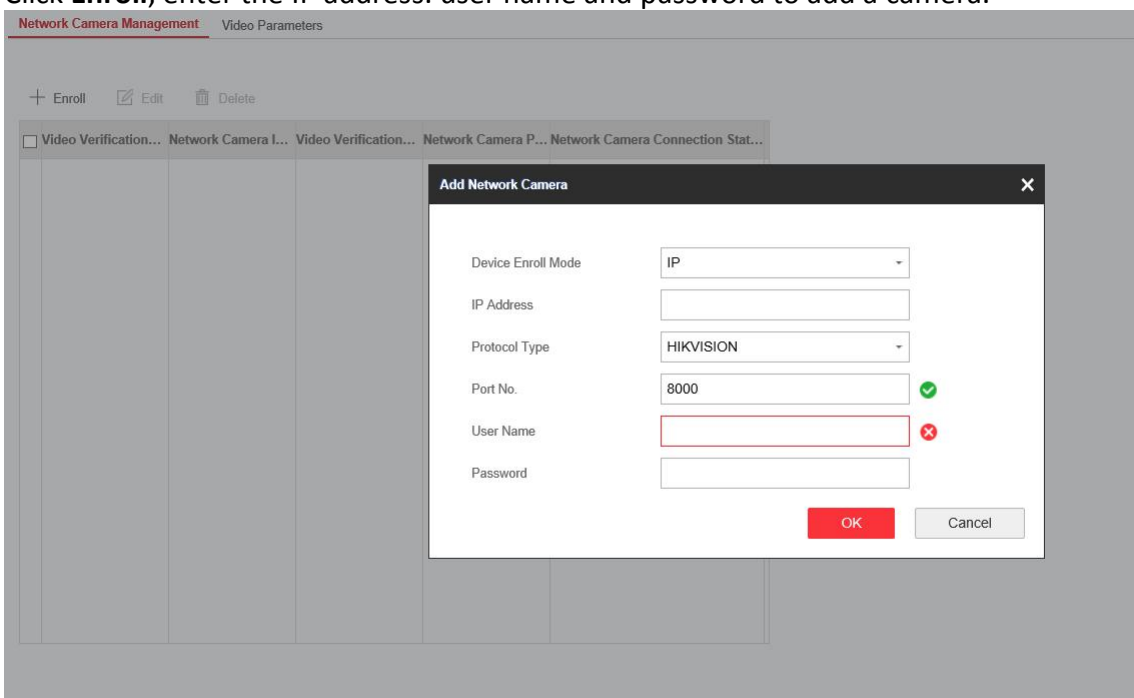 Click Enroll, enter the IP address. user name and password to add a camera.
Network Camera Management Video Parameters
Enroll Edit Delete
Video Verification... Network Camera I... Video Verification... Network Camera P... Network Camera Connection Stat...
Add Network Camera
Device Enroll Mode IP
IP Address
Protocol Type HIKVISION
Port No. 8000
User Name
Password
OK Cancel